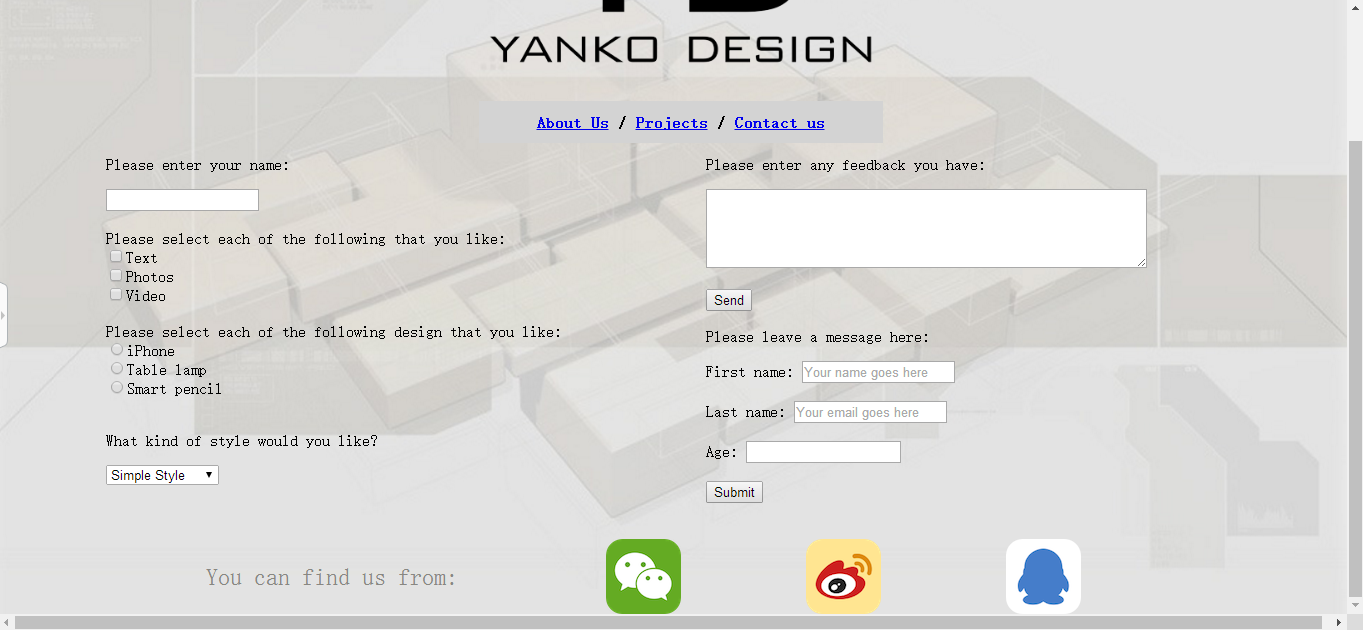 YANKO DESIGN
About Us / Projects / Contact us
Please enter your name:
Please select each of the following that you like:
Text
Photos
Video
Please select each of the following design that you like:
iPhone
Table lamp
Smart pencil
What kind of style would you like?
Simple Style
Please enter any feedback you have:
Send
Please leave a message here:
First name: Your name goes here
Last name: Your email goes here
Age:
Submit
You can find us from: